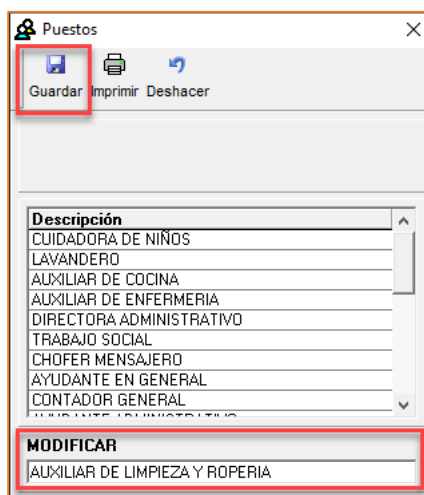 Puestos
Guardar Imprimir Deshacer
Descripción
CUIDADORA DE NIÑOS
LAVANDERO
AUXILIAR DE COCINA
AUXILIAR DE ENFERMERIA
DIRECTORA ADMINISTRATIVO
TRABAJO SOCIAL
CHOFER MENSAJERO
AYUDANTE EN GENERAL
CONTADOR GENERAL
MODIFICAR
AUXILIAR DE LIMPIEZA Y ROPERIA